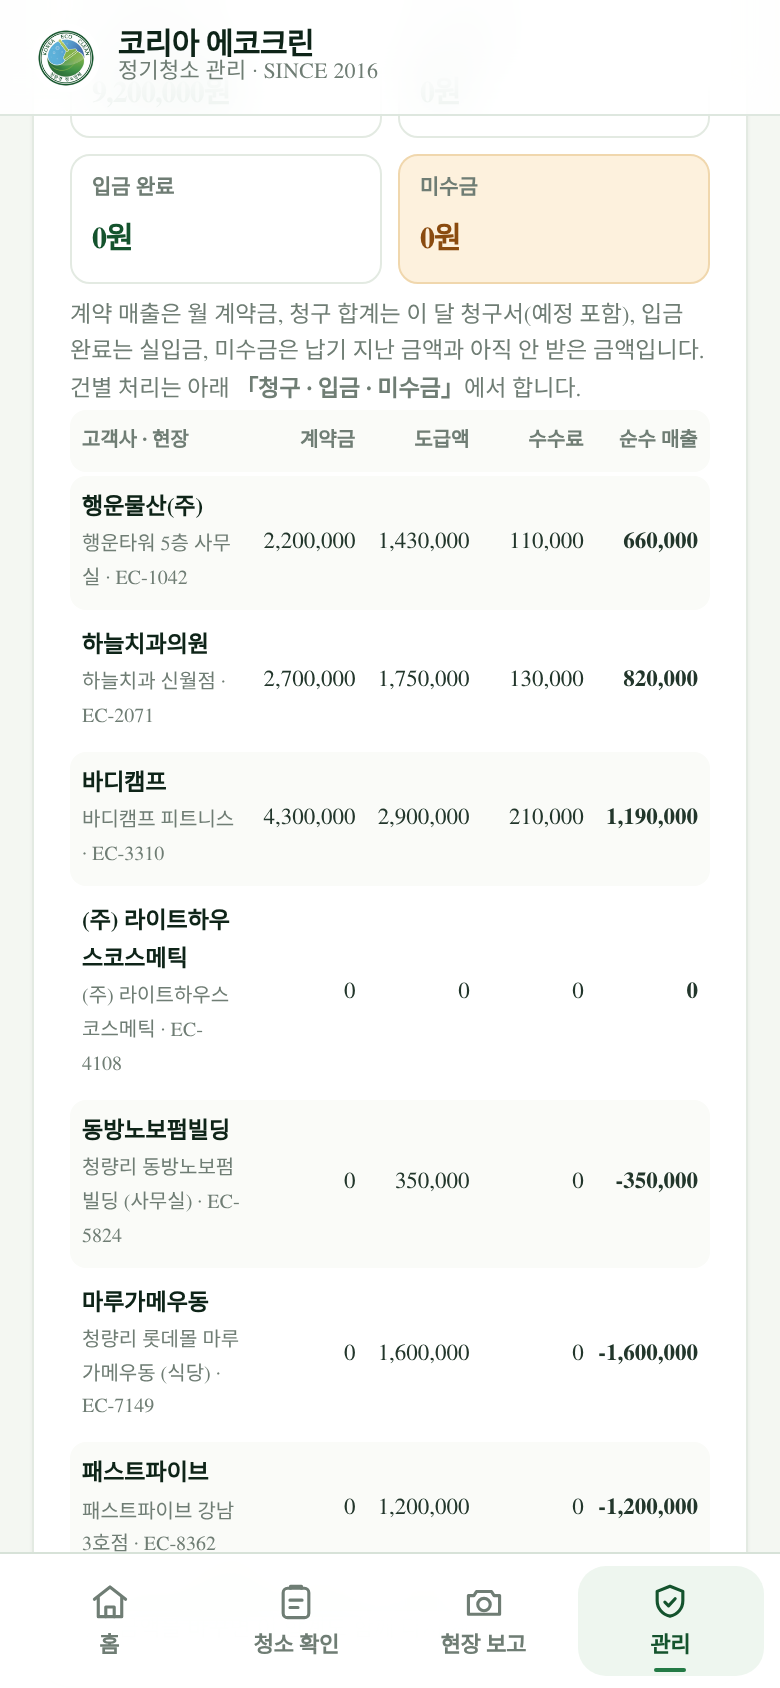 코리아 에코크린
정기청소 관리 · SINCE 2016
9,200,000원
0원
입금 완료
미수금
0원
0원
계약 매출은 월 계약금, 청구 합계는 이 달 청구서(예정 포함), 입금
완료는 실입금, 미수금은 납기 지난 금액과 아직 안 받은 금액입니다.
건별 처리는 아래 「청구 · 입금 · 미수금」에서 합니다.
고객사 · 현장 계약금 도급액 수수료 순수 매출
행운물산(주)
행운타워 5층 사무
실 · EC-1042
2,200,000 1,430,000 110,000 660,000
하늘치과의원
하늘치과 신월점 ·
EC-2071
2,700,000 1,750,000 130,000 820,000
바디캠프
바디캠프 피트니스
· EC-3310
4,300,000 2,900,000 210,000 1,190,000
(주) 라이트하우
스코스메틱
(주) 라이트하우스
코스메틱 · EC-
4108
0 0 0 0
동방노보펌빌딩
청량리 동방노보펌
빌딩 (사무실) · EC-
5824
0 350,000 0 -350,000
마루가메우동
청량리 롯데몰 마루
가메우동 (식당) ·
EC-7149
0 1,600,000 0 -1,600,000
패스트파이브
패스트파이브 강남
3호점 · EC-8362
0 1,200,000 0 -1,200,000
홈
청소 확인
현장 보고
관리